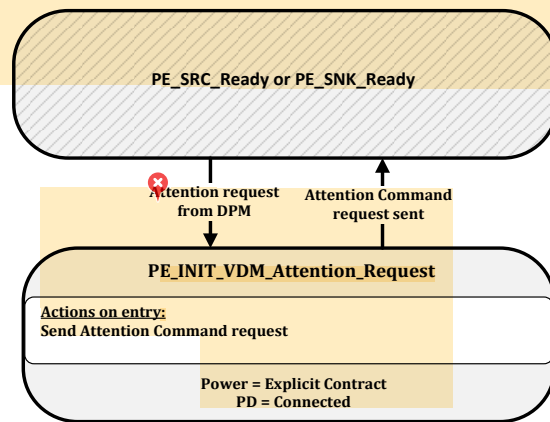 PE_SRC_Ready or PE_SNK_Ready
Attention request
from DPM
Attention Command
request sent
PE_INIT_VDM_Attention_Request
Actions on entry:
Send Attention Command request
Power = Explicit Contract
PD = Connected